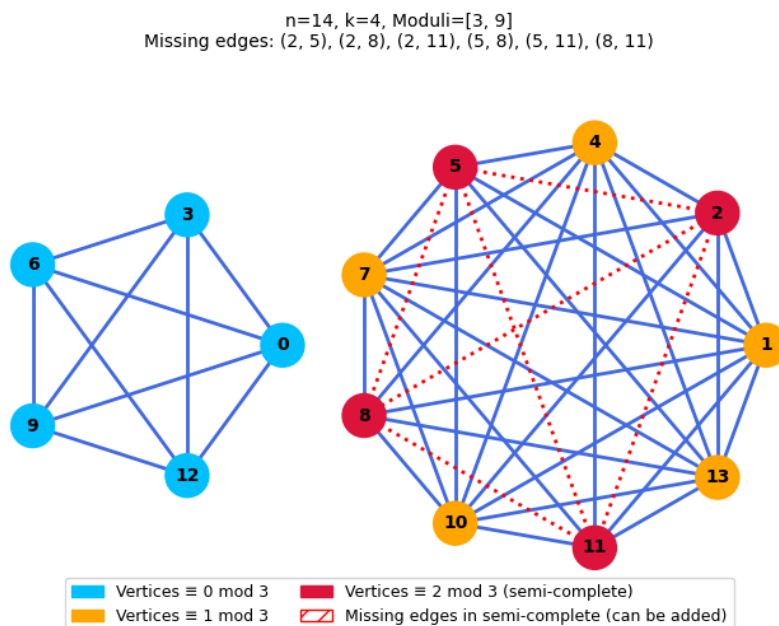 n=14, k=4, Moduli=[3, 9]
Missing edges: (2, 5), (2, 8), (2, 11), (5, 8), (5, 11), (8, 11)
3
6
0
9
12
4
5
2
7
1
8
13
10
11
Vertices ≡ 0 mod 3
Vertices ≡ 1 mod 3
Vertices ≡ 2 mod 3 (semi-complete)
Missing edges in semi-complete (can be added)